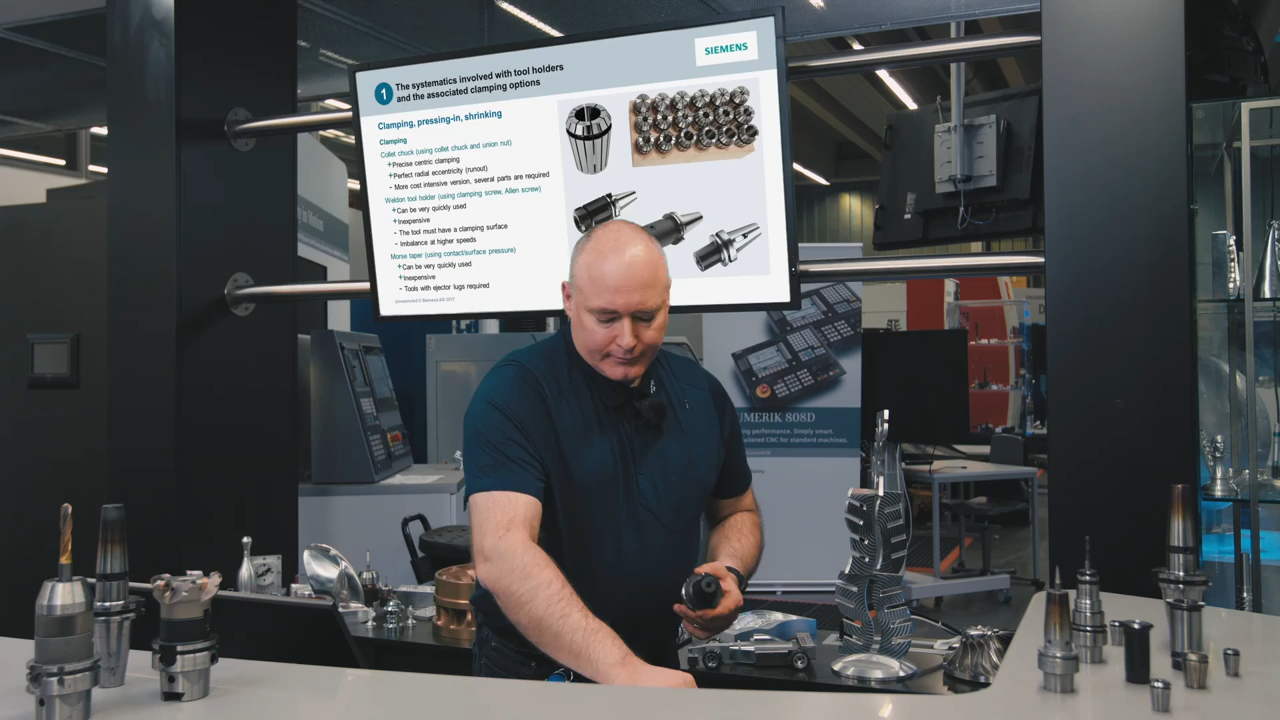 SIEMENS
1
The systematics involved with tool holders
and the associated clamping options
Clamping, pressing-in, shrinking
Clamping
Collet chuck (using collet chuck and union nut)
+Precise centric clamping
+Perfect radial eccentricity (runout)
- More cost intensive version, several parts are required
Weldon tool holder (using clamping screw, Allen screw)
+Can be very quickly used
+Inexpensive
- The tool must have a clamping surface
- Imbalance at higher speeds
Morse taper (using contact/surface pressure)
+Can be very quickly used
+Inexpensive
- Tools with ejector lugs required
Unrestricted © Siemens AG 2017
in Motion
UMERIK 808D
performance. Simply smart.
tailored CNC for standard machines.